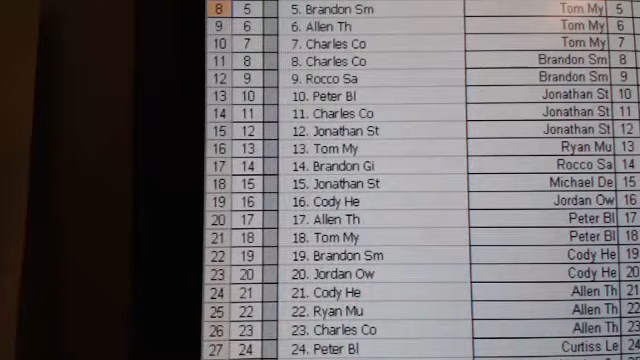 8 5 5. Brandon Sm Tom My 5
9 6 6. Allen Th Tom My 6
10 7 7. Charles Co Tom My 7
11 8 8. Charles Co Brandon Sm 8
12 9 9. Rocco Sa Brandon Sm 9
13 10 10. Peter Bl Jonathan St 10
14 11 11. Charles Co Jonathan St 11
15 12 12. Jonathan St Jonathan St 12
16 13 13. Tom My Ryan Mu 13
17 14 14. Brandon Gi Rocco Sa 14
18 15 15. Jonathan St Michael De 15
19 16 16. Cody He Jordan Ow 16
20 17 17. Allen Th Peter Bl 17
21 18 18. Tom My Peter Bl 18
22 19 19. Brandon Sm Cody He 19
23 20 20. Jordan Ow Cody He 20
24 21 21. Cody He Allen Th 21
25 22 22. Ryan Mu Allen Th 22
26 23 23. Charles Co Allen Th 23
27 24 24. Peter Bl Curtiss Le 24